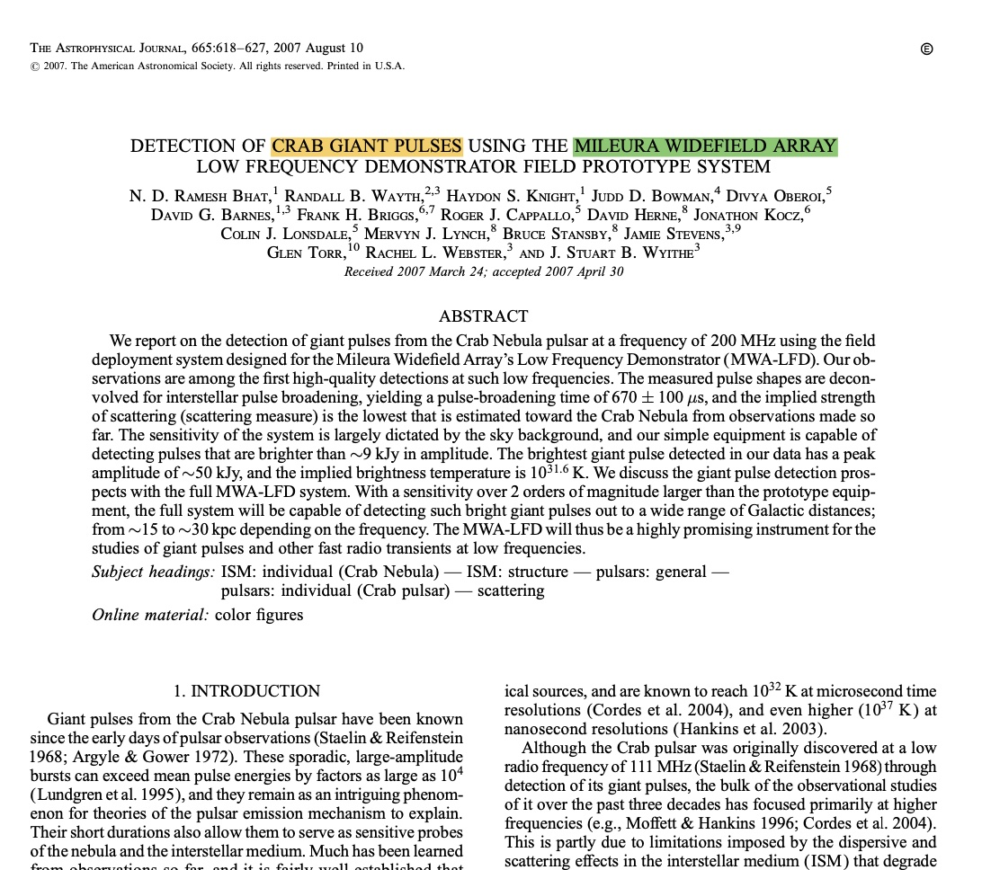 THE ASTROPHYSICAL JOURNAL, 665:618–627, 2007 August 10
Ⓔ
© 2007. The American Astronomical Society. All rights reserved. Printed in U.S.A.
DETECTION OF CRAB GIANT PULSES USING THE MILEURA WIDEFIELD ARRAY
LOW FREQUENCY DEMONSTRATOR FIELD PROTOTYPE SYSTEM
N. D. Ramesh Bhat,¹ Randall B. Wayth,²,³ Haydon S. Knight,¹ Judd D. Bowman,⁴ Divya Oberoi,⁵
David G. Barnes,¹,³ Frank H. Briggs,⁶,⁷ Roger J. Cappallo,⁵ David Herne,⁸ Jonathon Kocz,⁶
Colin J. Lonsdale,⁵ Mervyn J. Lynch,⁸ Bruce Stansby,⁸ Jamie Stevens,³,⁹
Glen Torr,¹⁰ Rachel L. Webster,³ and J. Stuart B. Wyithe³
Received 2007 March 24; accepted 2007 April 30
ABSTRACT
We report on the detection of giant pulses from the Crab Nebula pulsar at a frequency of 200 MHz using the field
deployment system designed for the Mileura Widefield Array's Low Frequency Demonstrator (MWA-LFD). Our ob-
servations are among the first high-quality detections at such low frequencies. The measured pulse shapes are decon-
volved for interstellar pulse broadening, yielding a pulse-broadening time of 670 ± 100 μs, and the implied strength
of scattering (scattering measure) is the lowest that is estimated toward the Crab Nebula from observations made so
far. The sensitivity of the system is largely dictated by the sky background, and our simple equipment is capable of
detecting pulses that are brighter than ~9 kJy in amplitude. The brightest giant pulse detected in our data has a peak
amplitude of ~50 kJy, and the implied brightness temperature is 10³¹·⁶ K. We discuss the giant pulse detection pros-
pects with the full MWA-LFD system. With a sensitivity over 2 orders of magnitude larger than the prototype equip-
ment, the full system will be capable of detecting such bright giant pulses out to a wide range of Galactic distances;
from ~15 to ~30 kpc depending on the frequency. The MWA-LFD will thus be a highly promising instrument for the
studies of giant pulses and other fast radio transients at low frequencies.
Subject headings: ISM: individual (Crab Nebula) — ISM: structure — pulsars: general —
pulsars: individual (Crab pulsar) — scattering
Online material: color figures
1. INTRODUCTION
Giant pulses from the Crab Nebula pulsar have been known
since the early days of pulsar observations (Staelin & Reifenstein
1968; Argyle & Gower 1972). These sporadic, large-amplitude
bursts can exceed mean pulse energies by factors as large as 10⁴
(Lundgren et al. 1995), and they remain as an intriguing phenom-
enon for theories of the pulsar emission mechanism to explain.
Their short durations also allow them to serve as sensitive probes
of the nebula and the interstellar medium. Much has been learned
from observations so far, and it is fairly well established that
ical sources, and are known to reach 10³² K at microsecond time
resolutions (Cordes et al. 2004), and even higher (10³⁷ K) at
nanosecond resolutions (Hankins et al. 2003).
Although the Crab pulsar was originally discovered at a low
radio frequency of 111 MHz (Staelin & Reifenstein 1968) through
detection of its giant pulses, the bulk of the observational studies
of it over the past three decades has focused primarily at higher
frequencies (e.g., Moffett & Hankins 1996; Cordes et al. 2004).
This is partly due to limitations imposed by the dispersive and
scattering effects in the interstellar medium (ISM) that degrade